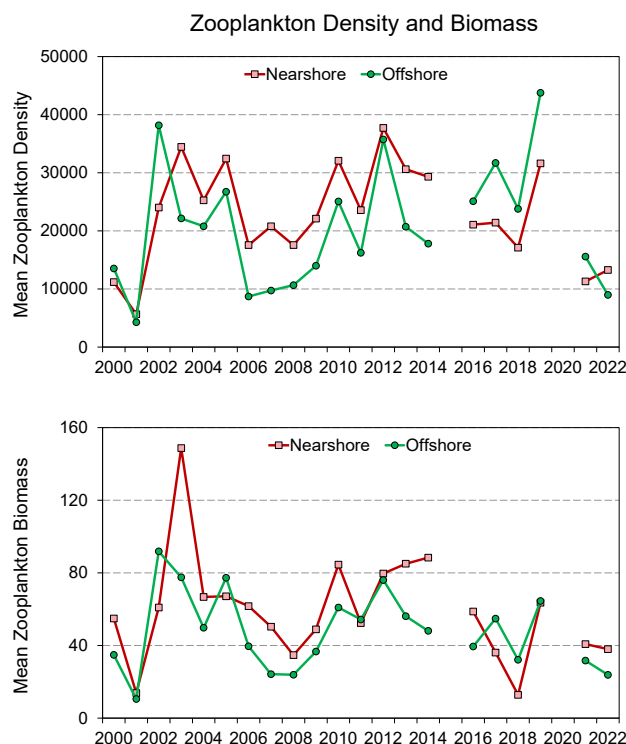 Zooplankton Density and Biomass
Mean Zooplankton Density
50000
40000
30000
20000
10000
0
Nearshore Offshore
2000 2002 2004 2006 2008 2010 2012 2014 2016 2018 2020 2022
Mean Zooplankton Biomass
160
120
80
40
0
Nearshore Offshore
2000 2002 2004 2006 2008 2010 2012 2014 2016 2018 2020 2022